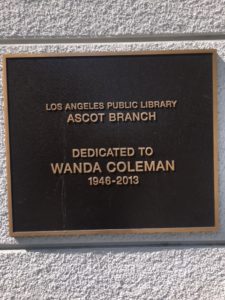 LOS ANGELES PUBLIC LIBRARY
ASCOT BRANCH
DEDICATED TO
WANDA COLEMAN
1946-2013